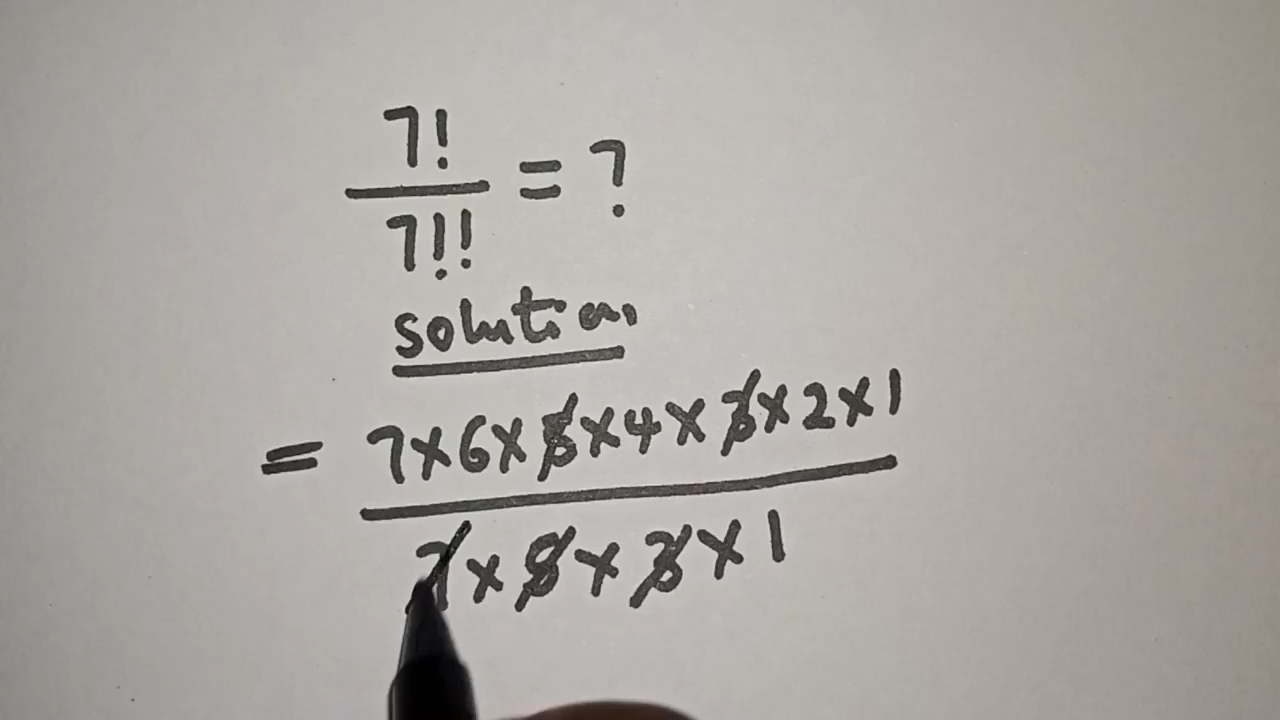 7!
7!! = ?
solution
= 7×6×5×4×3×2×1
7×5×3×1